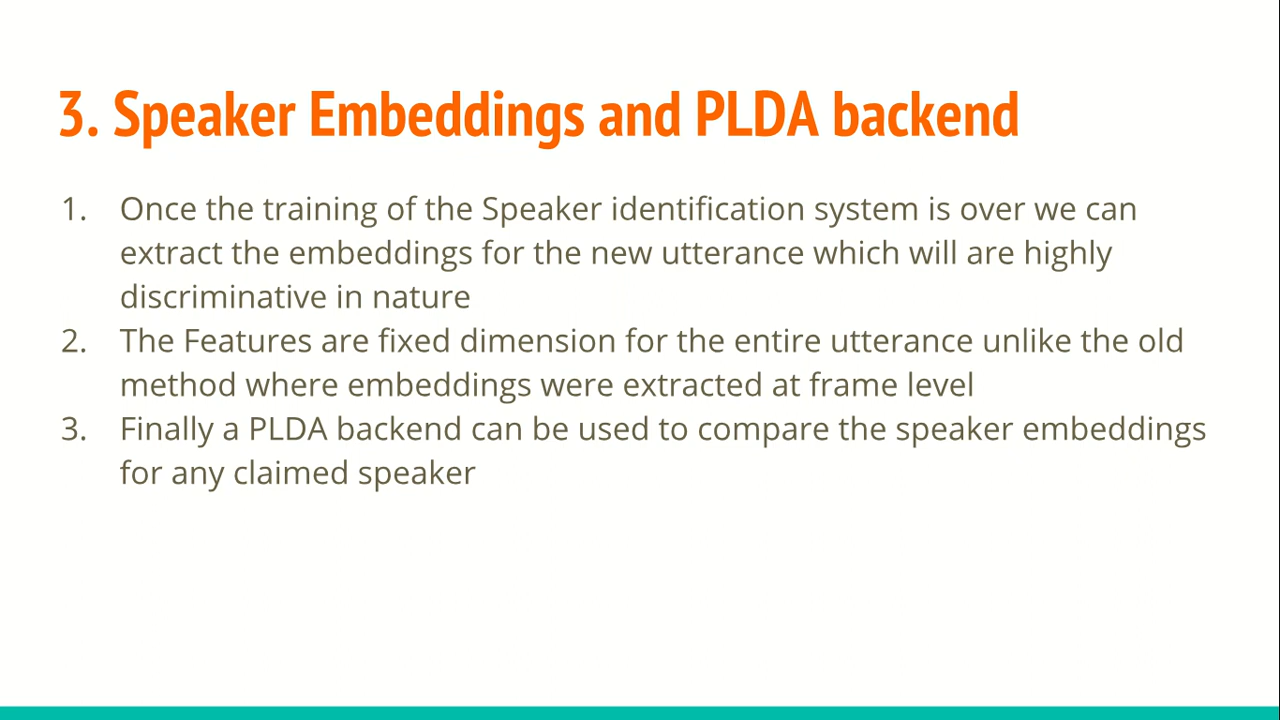 3. Speaker Embeddings and PLDA backend
1. Once the training of the Speaker identification system is over we can
extract the embeddings for the new utterance which will are highly
discriminative in nature
2. The Features are fixed dimension for the entire utterance unlike the old
method where embeddings were extracted at frame level
3. Finally a PLDA backend can be used to compare the speaker embeddings
for any claimed speaker